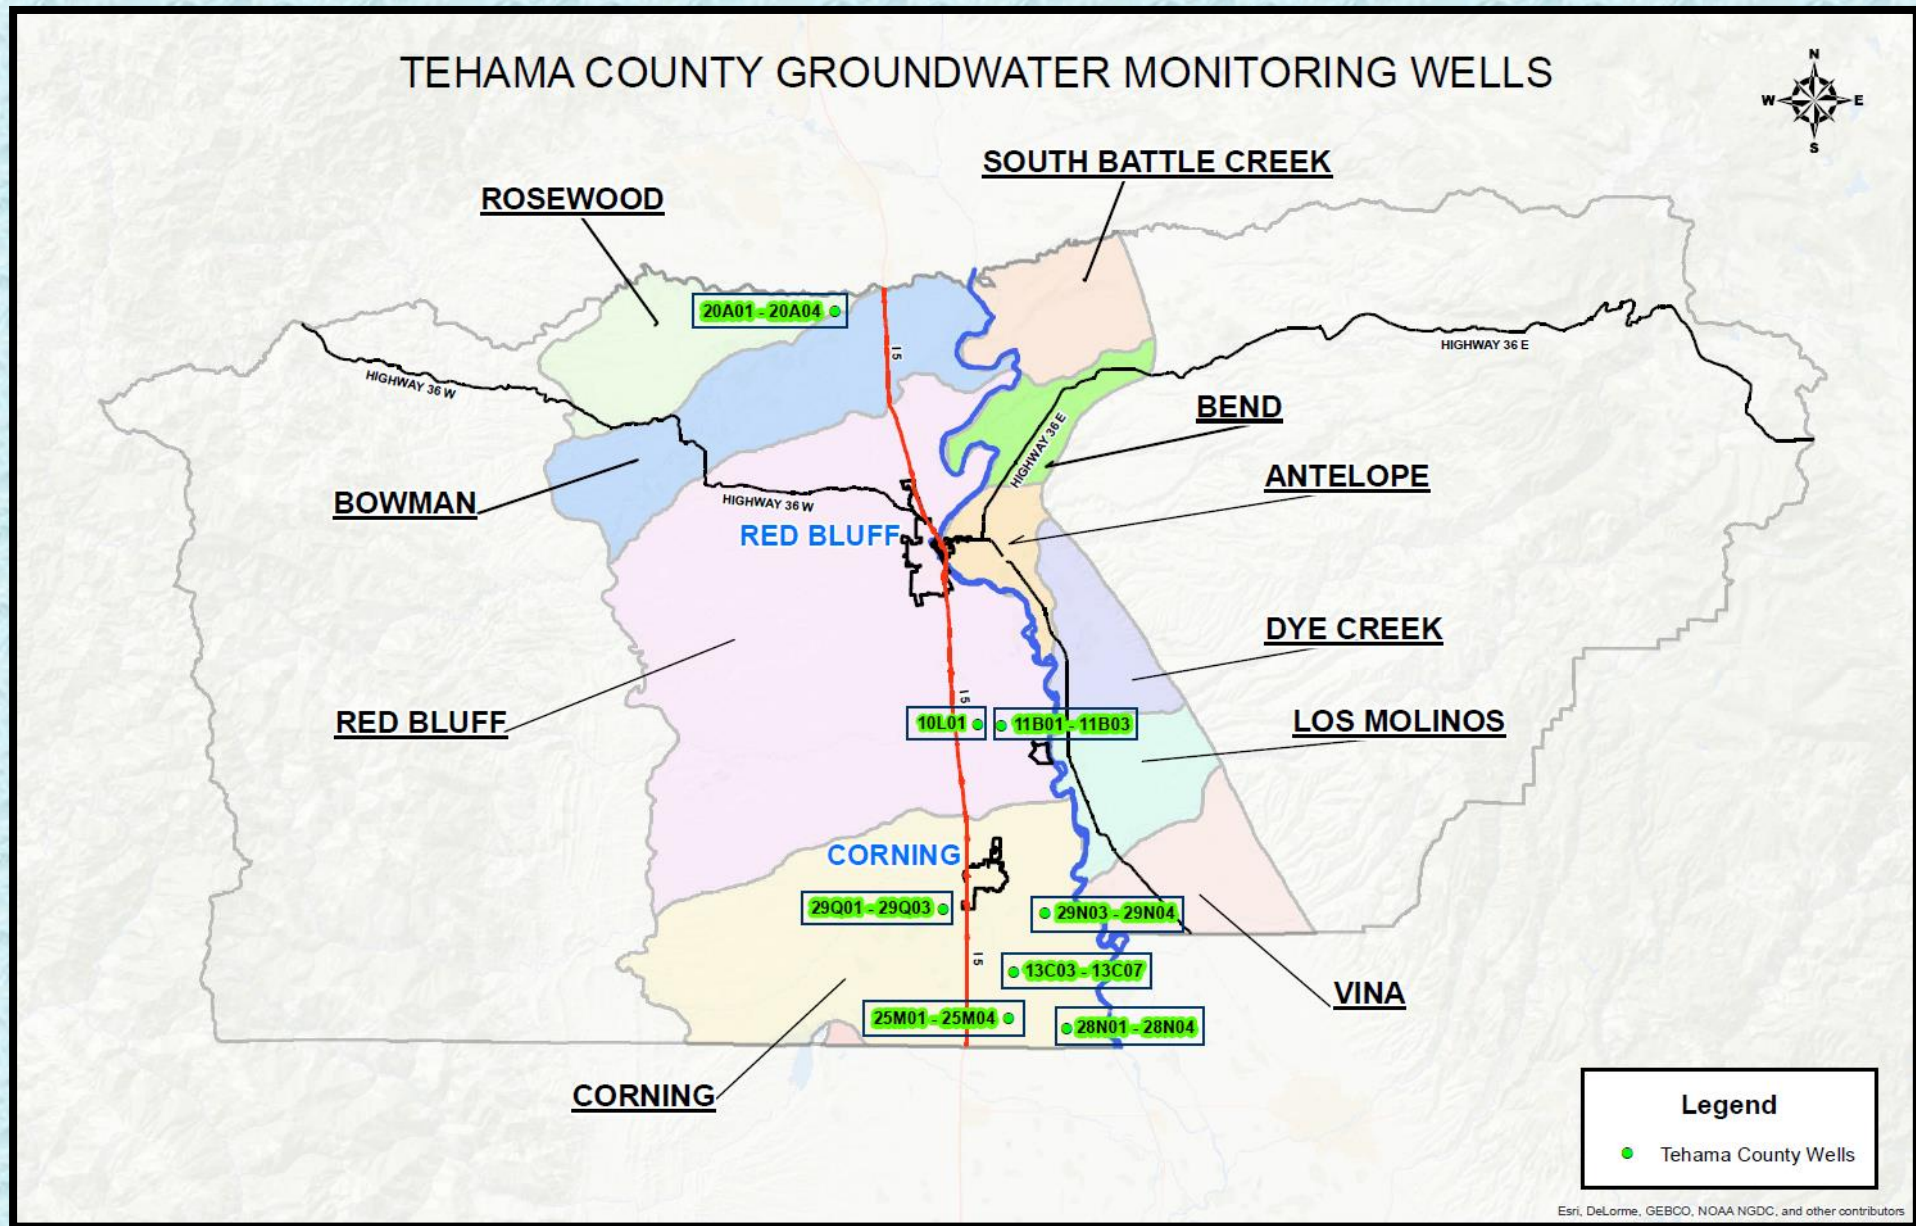 TEHAMA COUNTY GROUNDWATER MONITORING WELLS
N
W E
S
SOUTH BATTLE CREEK
ROSEWOOD
20A01 - 20A04
I 5
HIGHWAY 36 E
HIGHWAY 36 W
BEND
HIGHWAY 36 E
ANTELOPE
BOWMAN
HIGHWAY 36 W
RED BLUFF
DYE CREEK
RED BLUFF
I 5
10L01
11B01 - 11B03
LOS MOLINOS
CORNING
29Q01 - 29Q03
29N03 - 29N04
I 5
13C03 - 13C07
VINA
25M01 - 25M04
28N01 - 28N04
CORNING
Legend
Tehama County Wells
Esri, DeLorme, GEBCO, NOAA NGDC, and other contributors